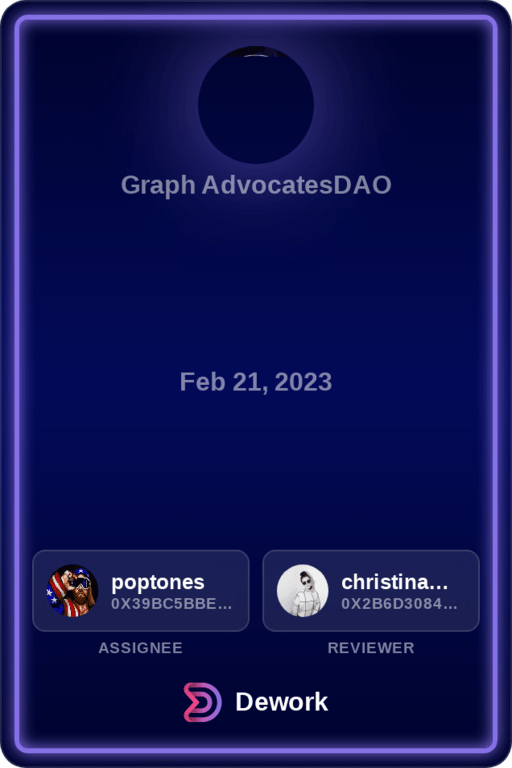 Graph AdvocatesDAO
Feb 21, 2023
poptones
0X39BC5BBE...
christina...
0X2B6D3084...
ASSIGNEE
REVIEWER
Dework